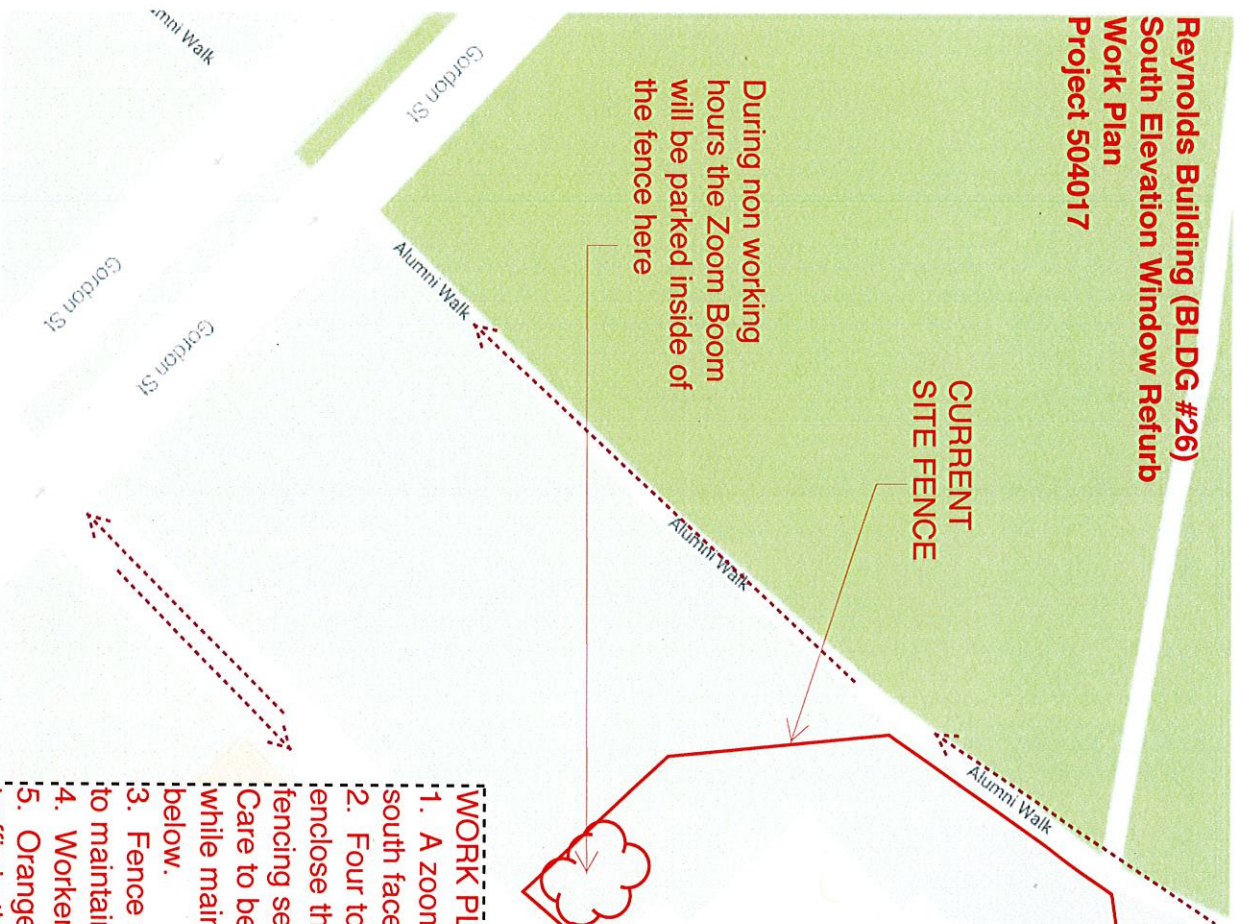 Reynolds Building (BLDG #26)
South Elevation Window Refurb
Work Plan
Project 504017
During non working
hours the Zoom Boom
will be parked inside of
the fence here
CURRENT
SITE FENCE
Alumni Walk
Alumni Walk
Alumni Walk
Alumni Walk
Gordon St
Gordon St
Gordon St
WORK PL
1. A zoom
south face
2. Four to
enclose th
fencing se
Care to be
while main
below.
3. Fence
to maintain
4. Worker
5. Orange